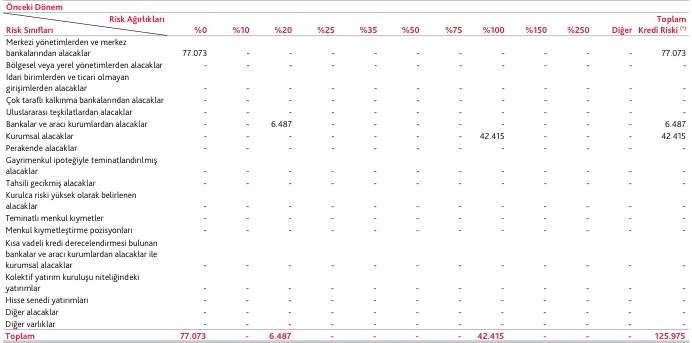 Önceki Dönem
Risk Ağırlıkları Toplam
Risk Sınıfları %0 %10 %20 %25 %35 %50 %75 %100 %150 %250 Diğer Kredi Riski (*)
Merkezi yönetimlerden ve merkez
bankalarından alacaklar 77.073 - - - - - - - - - - 77.073
Bölgesel veya yerel yönetimlerden alacaklar - - - - - - - - - - - -
İdari birimlerden ve ticari olmayan
girişimlerden alacaklar - - - - - - - - - - - -
Çok taraflı kalkınma bankalarından alacaklar - - - - - - - - - - - -
Uluslararası teşkilatlardan alacaklar - - - - - - - - - - - -
Bankalar ve aracı kurumlardan alacaklar - - 6.487 - - - - - - - - 6.487
Kurumsal alacaklar - - - - - - - 42.415 - - - 42.415
Perakende alacaklar - - - - - - - - - - - -
Gayrimenkul ipoteğiyle teminatlandırılmış
alacaklar - - - - - - - - - - - -
Tahsili gecikmiş alacaklar - - - - - - - - - - - -
Kurulca riski yüksek olarak belirlenen
alacaklar - - - - - - - - - - - -
Teminatlı menkul kıymetler - - - - - - - - - - - -
Menkul kıymetleştirme pozisyonları - - - - - - - - - - - -
Kısa vadeli kredi derecelendirmesi bulunan
bankalar ve aracı kurumlardan alacaklar ile
kurumsal alacaklar - - - - - - - - - - - -
Kolektif yatırım kuruluşu niteliğindeki
yatırımlar - - - - - - - - - - - -
Hisse senedi yatırımları - - - - - - - - - - - -
Diğer alacaklar - - - - - - - - - - - -
Diğer varlıklar - - - - - - - - - - - -
Toplam 77.073 - 6.487 - - - - 42.415 - - - 125.975